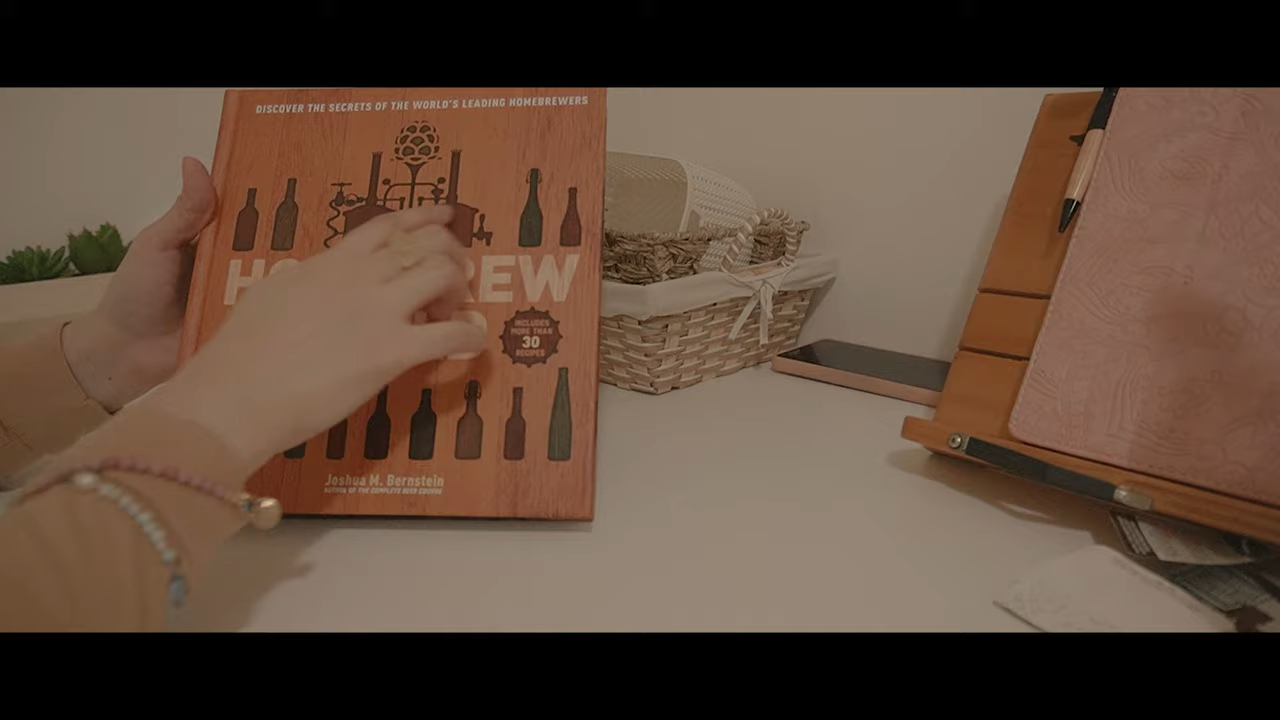 DISCOVER THE SECRETS OF THE WORLD'S LEADING HOMEBREWERS
INCLUDES
MORE THAN
30
RECIPES
Joshua M. Bernstein
AUTHOR OF THE COMPLETE BEER COURSE